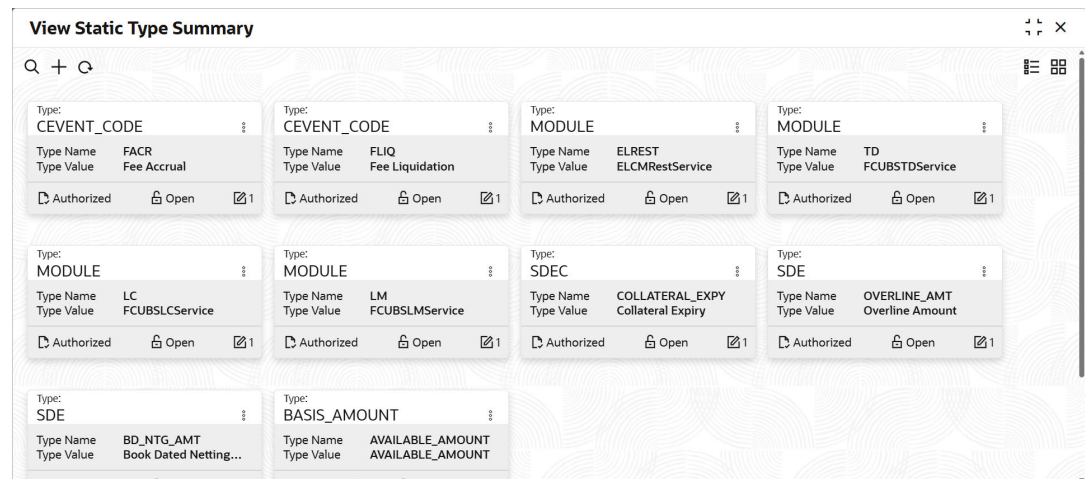 View Static Type Summary
Type:
CEVENT_CODE
Type Name FACR
Type Value Fee Accrual
Authorized Open 1
Type:
CEVENT_CODE
Type Name FLIQ
Type Value Fee Liquidation
Authorized Open 1
Type:
MODULE
Type Name ELREST
Type Value ELCMRestService
Authorized Open 1
Type:
MODULE
Type Name TD
Type Value FCUBSTDService
Authorized Open 1
Type:
MODULE
Type Name LC
Type Value FCUBSLCService
Authorized Open 1
Type:
MODULE
Type Name LM
Type Value FCUBSLMService
Authorized Open 1
Type:
SDEC
Type Name COLLATERAL_EXPY
Type Value Collateral Expiry
Authorized Open 1
Type:
SDE
Type Name OVERLINE_AMT
Type Value Overline Amount
Authorized Open 1
Type:
SDE
Type Name BD_NTG_AMT
Type Value Book Dated Netting...
Type:
BASIS_AMOUNT
Type Name AVAILABLE_AMOUNT
Type Value AVAILABLE_AMOUNT